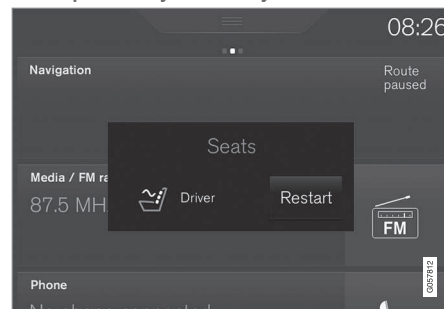 08:26
Navigation
Route
paused
Seats
Media / FM ra
87.5 MH
Driver
Restart
FM
G057812
Phone